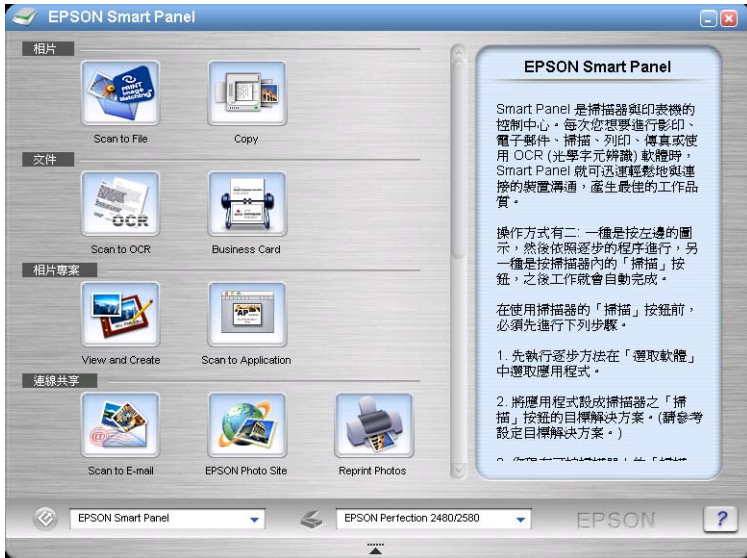 EPSON Smart Panel
相片
PRINT
Image
Matching
Scan to File
Copy
文件
OCR
Scan to OCR
Business Card
相片專案
AP
View and Create
Scan to Application
連線共享
Scan to E-mail
EPSON Photo Site
Reprint Photos
EPSON Smart Panel
Smart Panel 是掃描器與印表機的
控制中心。每次您想要進行影印、
電子郵件、掃描、列印、傳真或使
用 OCR (光學字元辨識) 軟體時，
Smart Panel 就可迅速輕鬆地與連
接的裝置溝通，產生最佳的工作品
質。
操作方式有二: 一種是按左邊的圖
示，然後依照逐步的程序進行，另
一種是按掃描器內的「掃描」按
鈕，之後工作就會自動完成。
在使用掃描器的「掃描」按鈕前，
必須先進行下列步驟。
1. 先執行逐步方法在「選取軟體」
中選取應用程式。
2. 將應用程式設成掃描器之「掃
描」按鈕的目標解決方案。(請參考
設定目標解決方案。)
EPSON Smart Panel
EPSON Perfection 2480/2580
EPSON
?